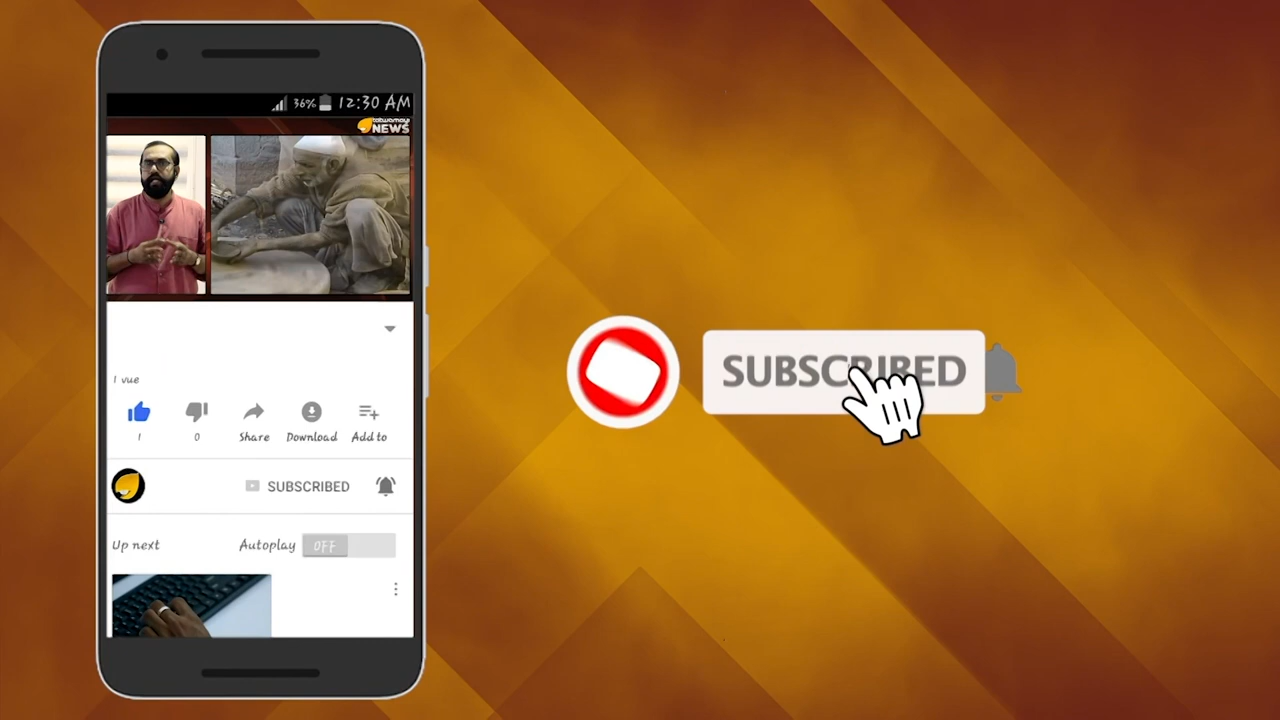 36% 12:30 AM
tatwamayi
NEWS
1 vue
1
0
Share
Download
Add to
SUBSCRIBED
Up next
Autoplay
OFF
SUBSCRIBED